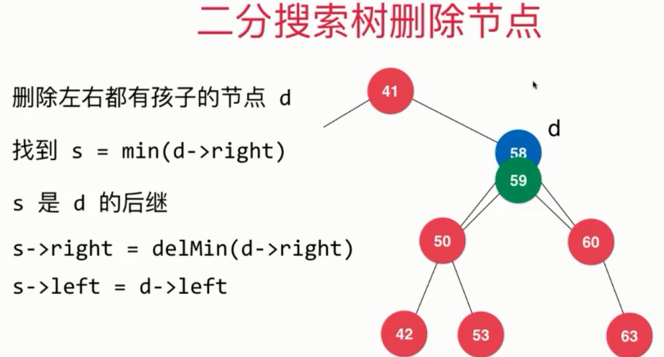 二分搜索树删除节点
删除左右都有孩子的节点 d
找到 s = min(d->right)
s 是 d 的后继
s->right = delMin(d->right)
s->left = d->left
41
d
58
59
50
60
42
53
63